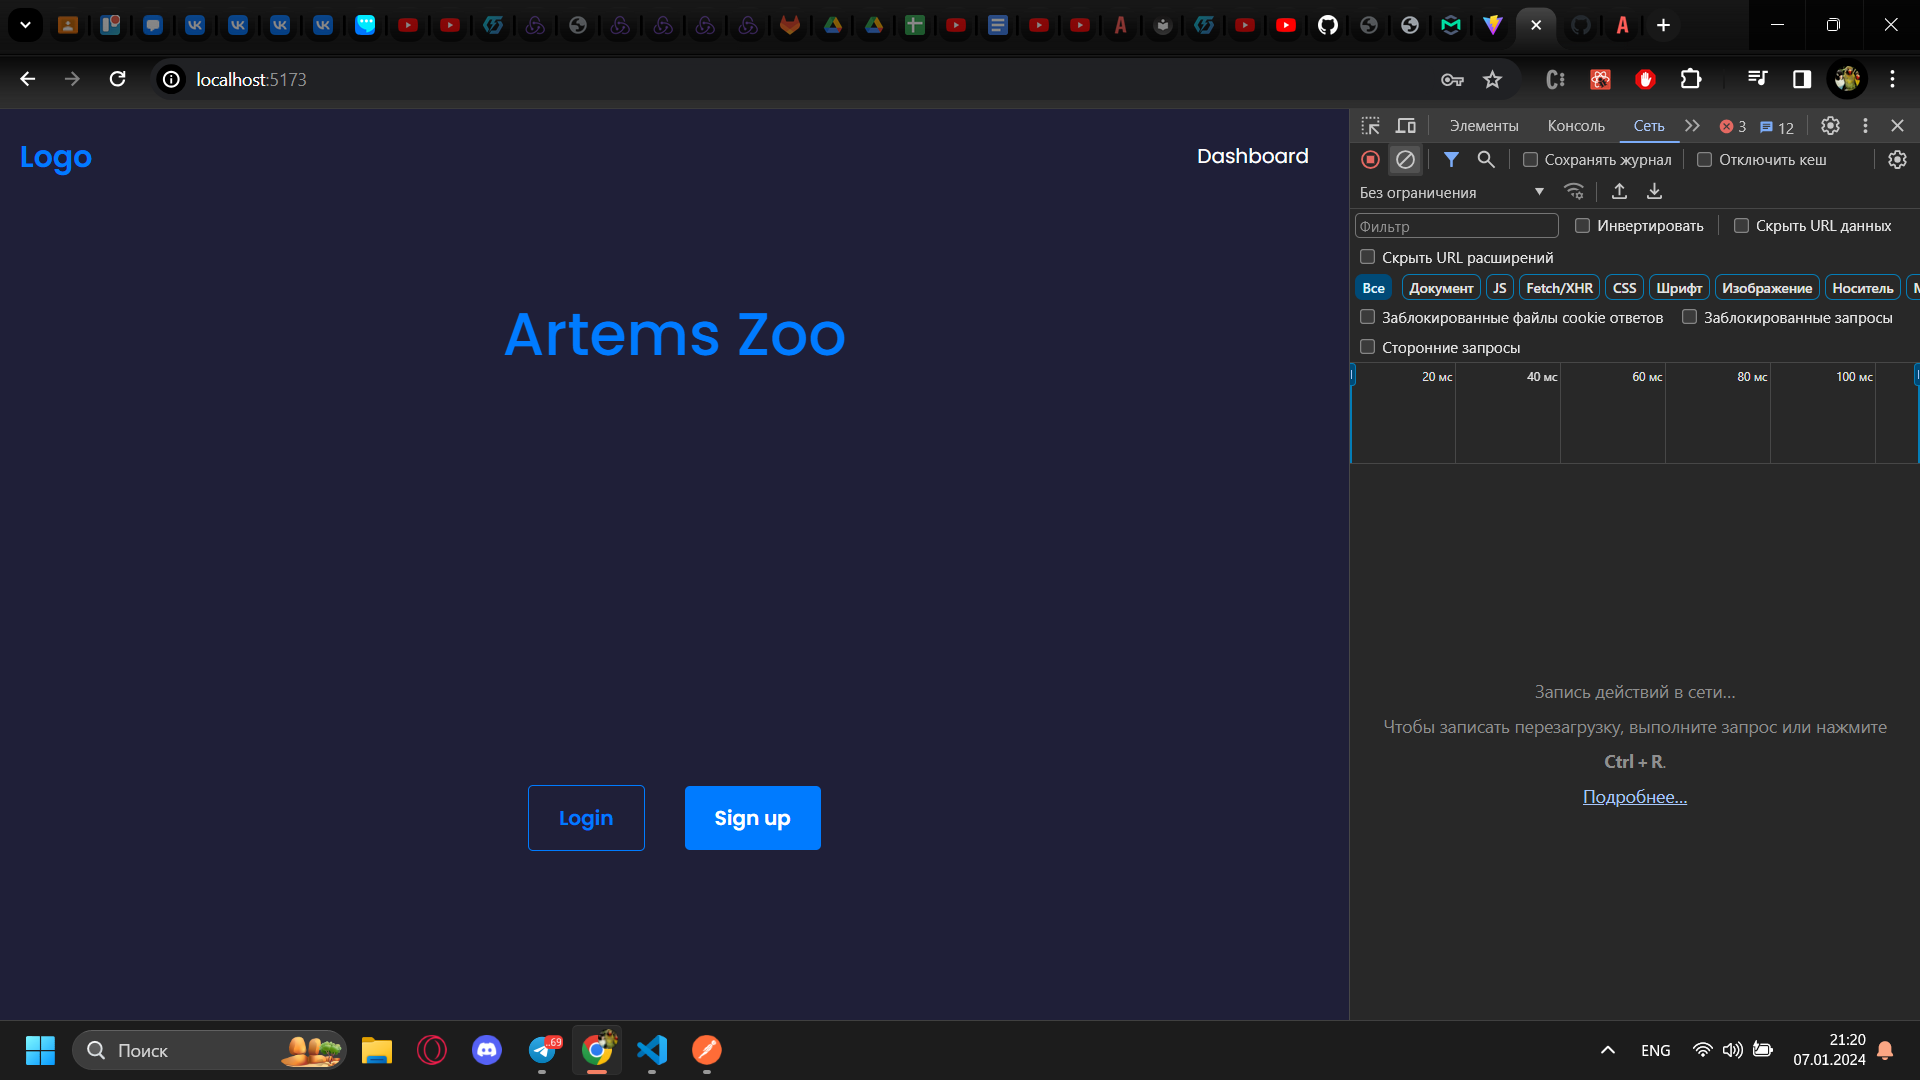 localhost:5173
Logo
Dashboard
Artems Zoo
Login
Sign up
Элементы Консоль Сеть 3 12
Сохранять журнал Отключить кеш
Без ограничения
Фильтр Инвертировать Скрыть URL данных
Скрыть URL расширений
Все Документ JS Fetch/XHR CSS Шрифт Изображение Носитель
Заблокированные файлы cookie ответов Заблокированные запросы
Сторонние запросы
20 мс 40 мс 60 мс 80 мс 100 мс
Запись действий в сети...
Чтобы записать перезагрузку, выполните запрос или нажмите
Ctrl + R.
Подробнее...
Поиск
..69
ENG
21:20
07.01.2024